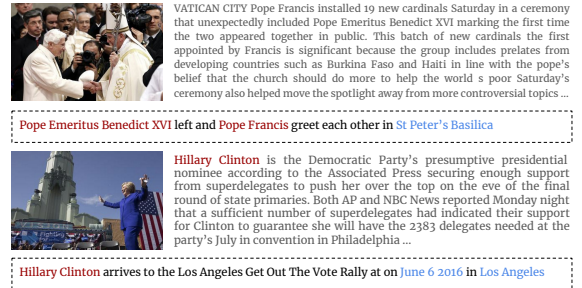 VATICAN CITY Pope Francis installed 19 new cardinals Saturday in a ceremony
that unexpectedly included Pope Emeritus Benedict XVI marking the first time
the two appeared together in public. This batch of new cardinals the first
appointed by Francis is significant because the group includes prelates from
developing countries such as Burkina Faso and Haiti in line with the pope's
belief that the church should do more to help the world s poor Saturday's
ceremony also helped move the spotlight away from more controversial topics ...
Pope Emeritus Benedict XVI left and Pope Francis greet each other in St Peter's Basilica
Hillary Clinton is the Democratic Party's presumptive presidential
nominee according to the Associated Press securing enough support
from superdelegates to push her over the top on the eve of the final
round of state primaries. Both AP and NBC News reported Monday night
that a sufficient number of superdelegates had indicated their support
for Clinton to guarantee she will have the 2383 delegates needed at the
party's July in convention in Philadelphia ...
Hillary Clinton arrives to the Los Angeles Get Out The Vote Rally at on June 6 2016 in Los Angeles